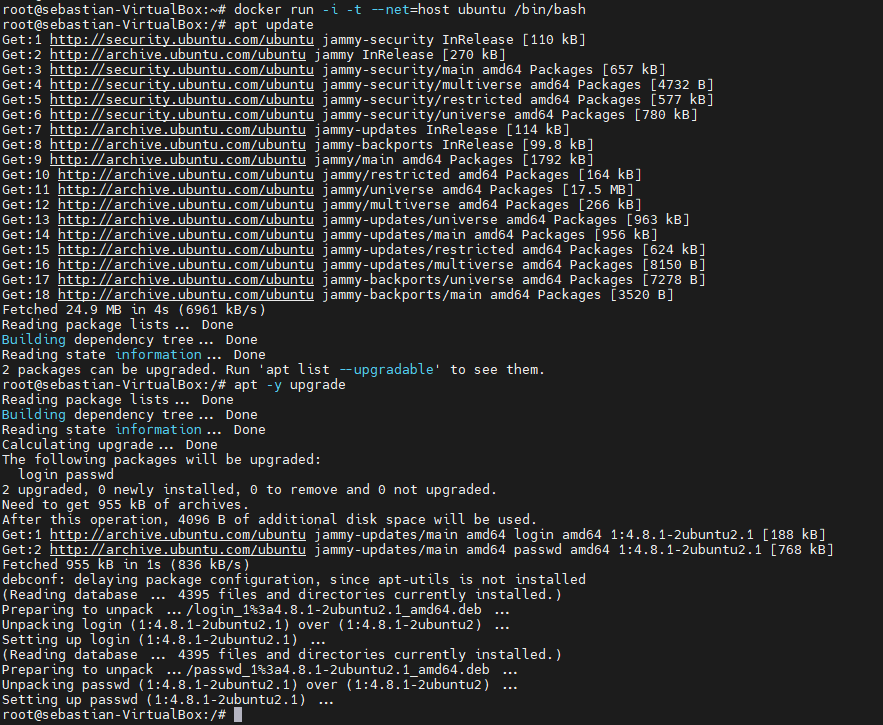 root@sebastian-VirtualBox:~# docker run -i -t --net=host ubuntu /bin/bash
root@sebastian-VirtualBox:/# apt update
Get:1 http://security.ubuntu.com/ubuntu jammy-security InRelease [110 kB]
Get:2 http://archive.ubuntu.com/ubuntu jammy InRelease [270 kB]
Get:3 http://security.ubuntu.com/ubuntu jammy-security/main amd64 Packages [657 kB]
Get:4 http://security.ubuntu.com/ubuntu jammy-security/multiverse amd64 Packages [4732 B]
Get:5 http://security.ubuntu.com/ubuntu jammy-security/restricted amd64 Packages [577 kB]
Get:6 http://security.ubuntu.com/ubuntu jammy-security/universe amd64 Packages [780 kB]
Get:7 http://archive.ubuntu.com/ubuntu jammy-updates InRelease [114 kB]
Get:8 http://archive.ubuntu.com/ubuntu jammy-backports InRelease [99.8 kB]
Get:9 http://archive.ubuntu.com/ubuntu jammy/main amd64 Packages [1792 kB]
Get:10 http://archive.ubuntu.com/ubuntu jammy/restricted amd64 Packages [164 kB]
Get:11 http://archive.ubuntu.com/ubuntu jammy/universe amd64 Packages [17.5 MB]
Get:12 http://archive.ubuntu.com/ubuntu jammy/multiverse amd64 Packages [266 kB]
Get:13 http://archive.ubuntu.com/ubuntu jammy-updates/universe amd64 Packages [963 kB]
Get:14 http://archive.ubuntu.com/ubuntu jammy-updates/main amd64 Packages [956 kB]
Get:15 http://archive.ubuntu.com/ubuntu jammy-updates/restricted amd64 Packages [624 kB]
Get:16 http://archive.ubuntu.com/ubuntu jammy-updates/multiverse amd64 Packages [8150 B]
Get:17 http://archive.ubuntu.com/ubuntu jammy-backports/universe amd64 Packages [7278 B]
Get:18 http://archive.ubuntu.com/ubuntu jammy-backports/main amd64 Packages [3520 B]
Fetched 24.9 MB in 4s (6961 kB/s)
Reading package lists... Done
Building dependency tree... Done
Reading state information... Done
2 packages can be upgraded. Run 'apt list --upgradable' to see them.
root@sebastian-VirtualBox:/# apt -y upgrade
Reading package lists... Done
Building dependency tree... Done
Reading state information... Done
Calculating upgrade... Done
The following packages will be upgraded:
  login passwd
2 upgraded, 0 newly installed, 0 to remove and 0 not upgraded.
Need to get 955 kB of archives.
After this operation, 4096 B of additional disk space will be used.
Get:1 http://archive.ubuntu.com/ubuntu jammy-updates/main amd64 login amd64 1:4.8.1-2ubuntu2.1 [188 kB]
Get:2 http://archive.ubuntu.com/ubuntu jammy-updates/main amd64 passwd amd64 1:4.8.1-2ubuntu2.1 [768 kB]
Fetched 955 kB in 1s (836 kB/s)
debconf: delaying package configuration, since apt-utils is not installed
(Reading database ... 4395 files and directories currently installed.)
Preparing to unpack .../login_1%3a4.8.1-2ubuntu2.1_amd64.deb ...
Unpacking login (1:4.8.1-2ubuntu2.1) over (1:4.8.1-2ubuntu2) ...
Setting up login (1:4.8.1-2ubuntu2.1) ...
(Reading database ... 4395 files and directories currently installed.)
Preparing to unpack .../passwd_1%3a4.8.1-2ubuntu2.1_amd64.deb ...
Unpacking passwd (1:4.8.1-2ubuntu2.1) over (1:4.8.1-2ubuntu2) ...
Setting up passwd (1:4.8.1-2ubuntu2.1) ...
root@sebastian-VirtualBox:/#